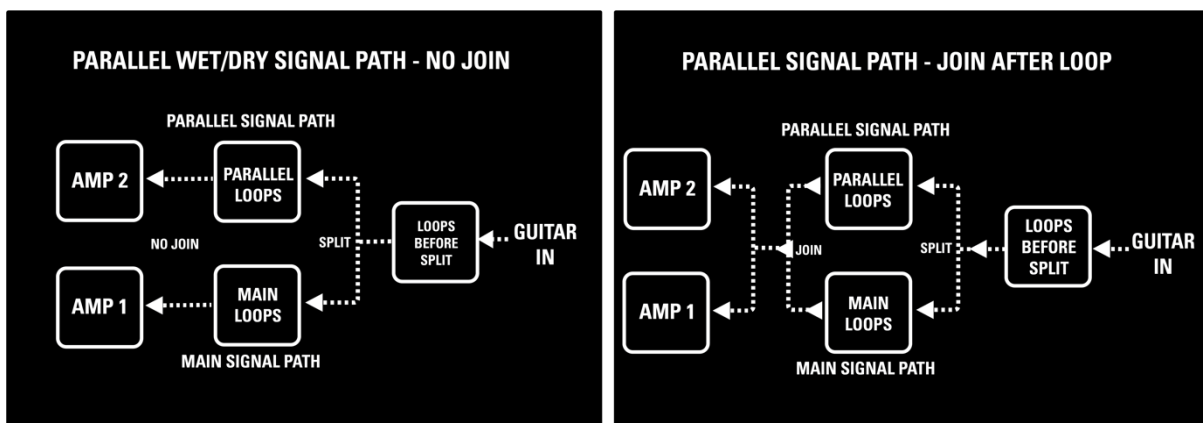 PARALLEL WET/DRY SIGNAL PATH - NO JOIN
PARALLEL SIGNAL PATH
AMP 2
PARALLEL
LOOPS
NO JOIN
SPLIT
LOOPS
BEFORE
SPLIT
GUITAR
IN
AMP 1
MAIN
LOOPS
MAIN SIGNAL PATH
PARALLEL SIGNAL PATH - JOIN AFTER LOOP
PARALLEL SIGNAL PATH
AMP 2
PARALLEL
LOOPS
JOIN
SPLIT
LOOPS
BEFORE
SPLIT
GUITAR
IN
AMP 1
MAIN
LOOPS
MAIN SIGNAL PATH